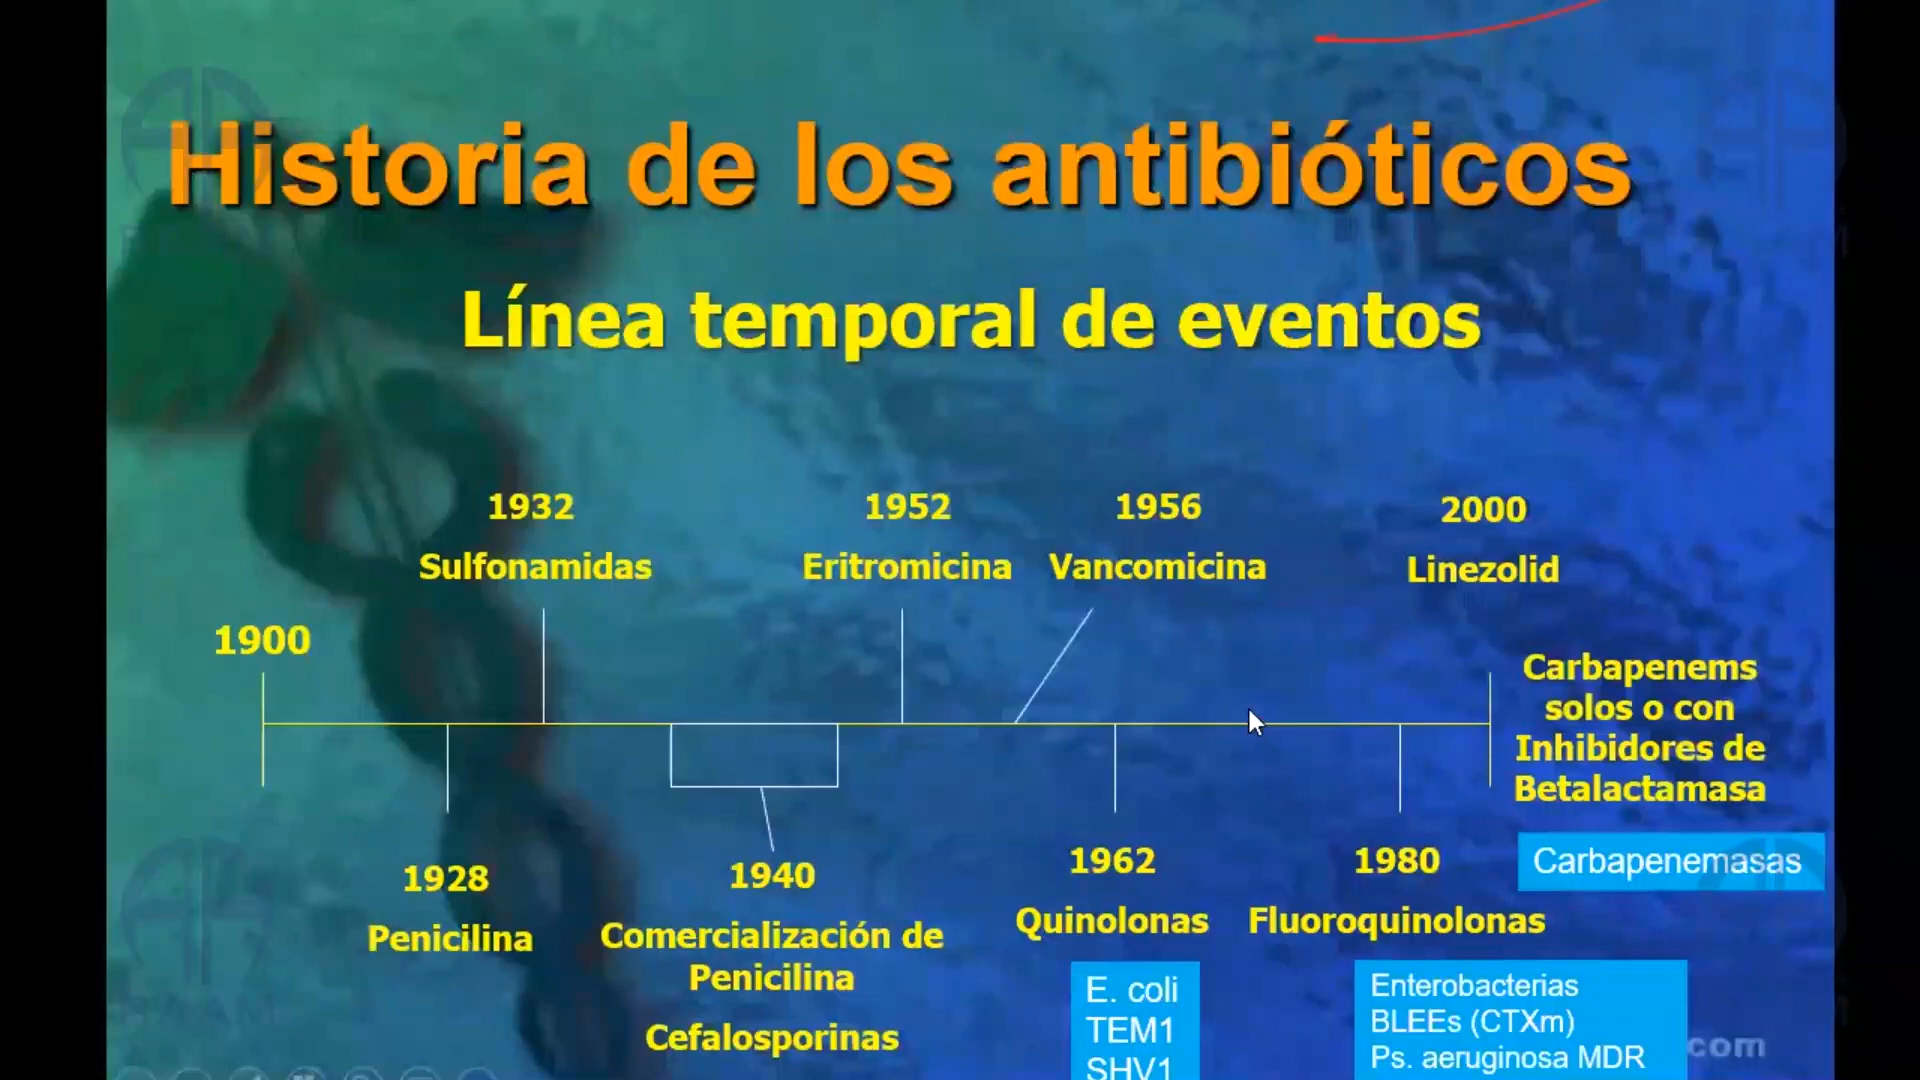 Historia de los antibióticos
Línea temporal de eventos
1932
Sulfonamidas
1952
Eritromicina
1956
Vancomicina
2000
Linezolid
1900
Carbapenems
solos o con
Inhibidores de
Betalactamasa
Carbapenemasas
1928
Penicilina
1940
Comercialización de
Penicilina
Cefalosporinas
1962
Quinolonas
E. coli
TEM1
SHV1
1980
Fluoroquinolonas
Enterobacterias
BLEEs (CTXm)
Ps. aeruginosa MDR
com